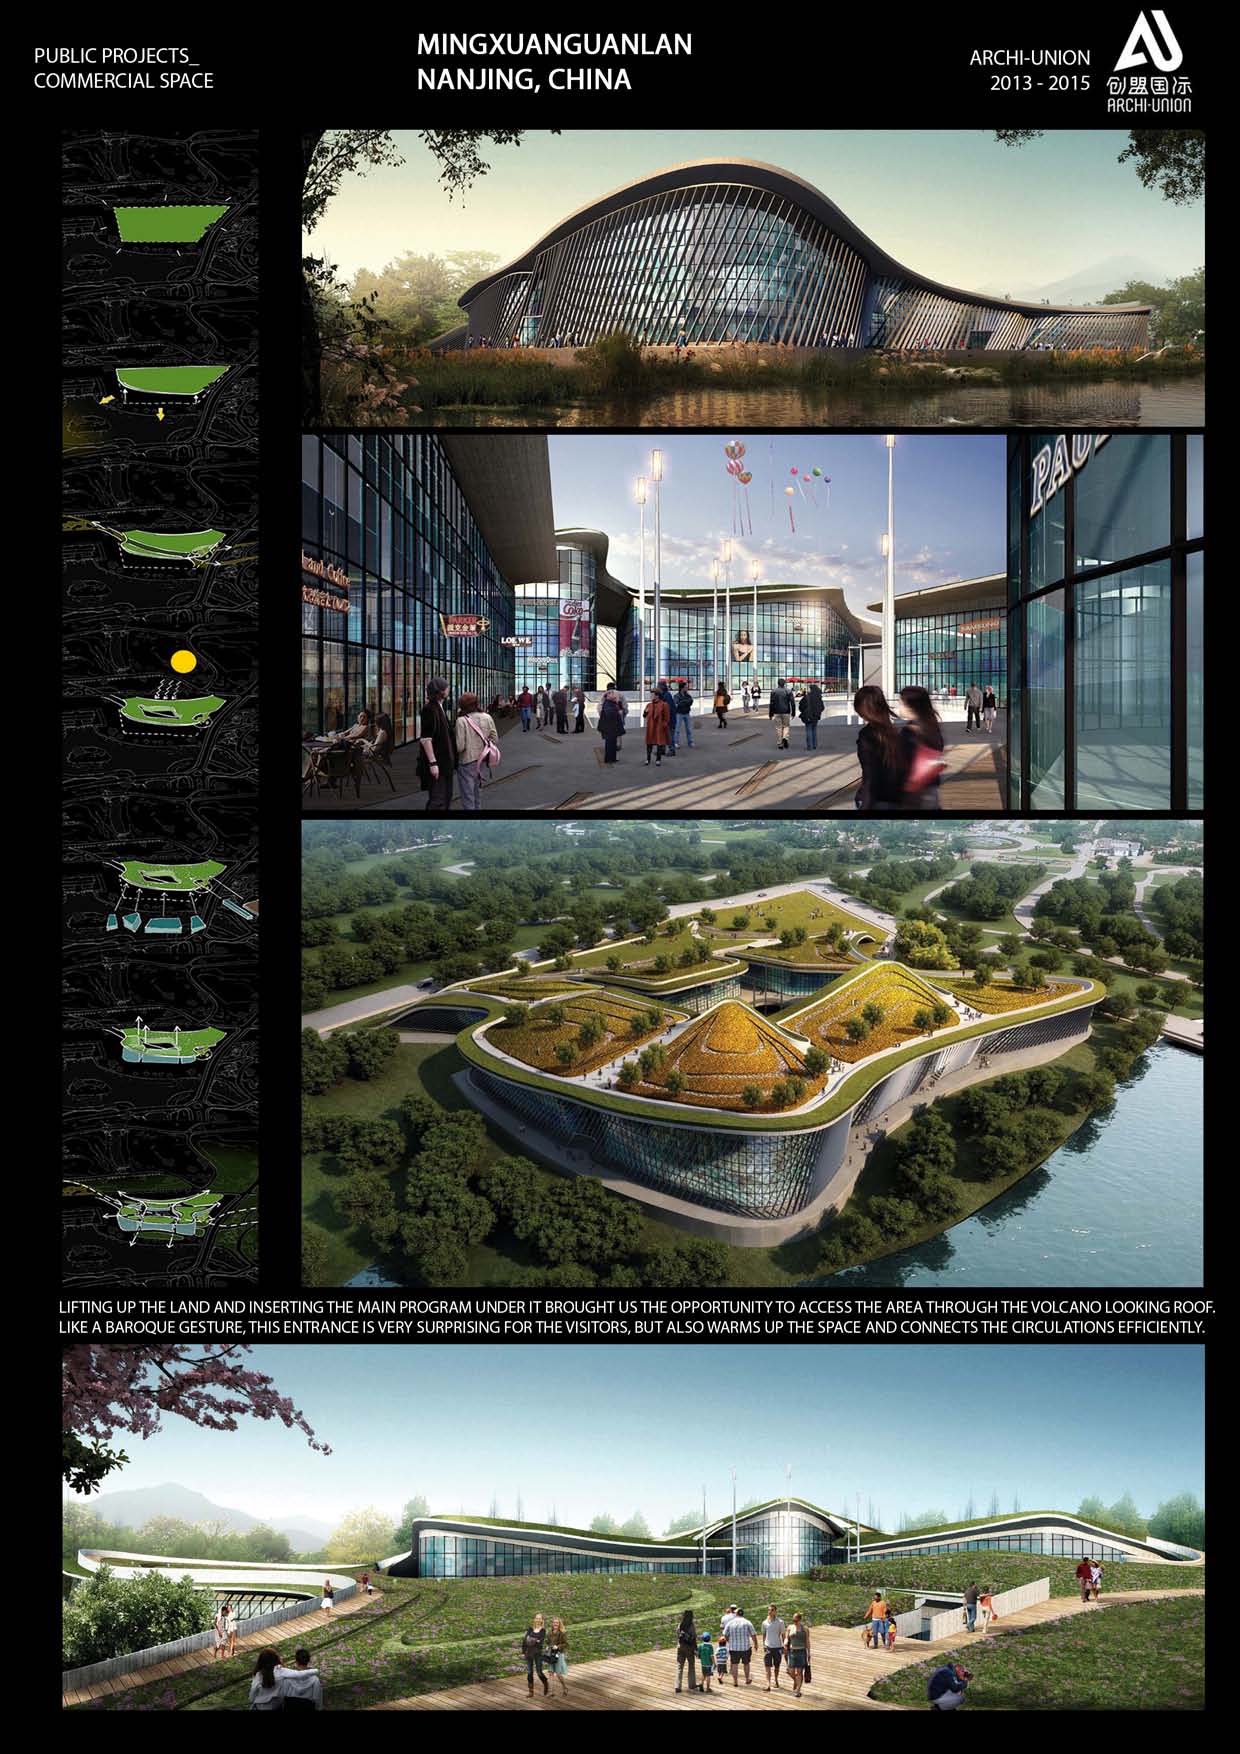 PUBLIC PROJECTS_
COMMERCIAL SPACE
MINGXUANGUANLAN
NANJING, CHINA
ARCHI-UNION
2013 - 2015
创盟国际
ARCHI-UNION
PARKER
LOEWE
Coke
SAMSUNG
LIFTING UP THE LAND AND INSERTING THE MAIN PROGRAM UNDER IT BROUGHT US THE OPPORTUNITY TO ACCESS THE AREA THROUGH THE VOLCANO LOOKING ROOF.
LIKE A BAROQUE GESTURE, THIS ENTRANCE IS VERY SURPRISING FOR THE VISITORS, BUT ALSO WARMS UP THE SPACE AND CONNECTS THE CIRCULATIONS EFFICIENTLY.